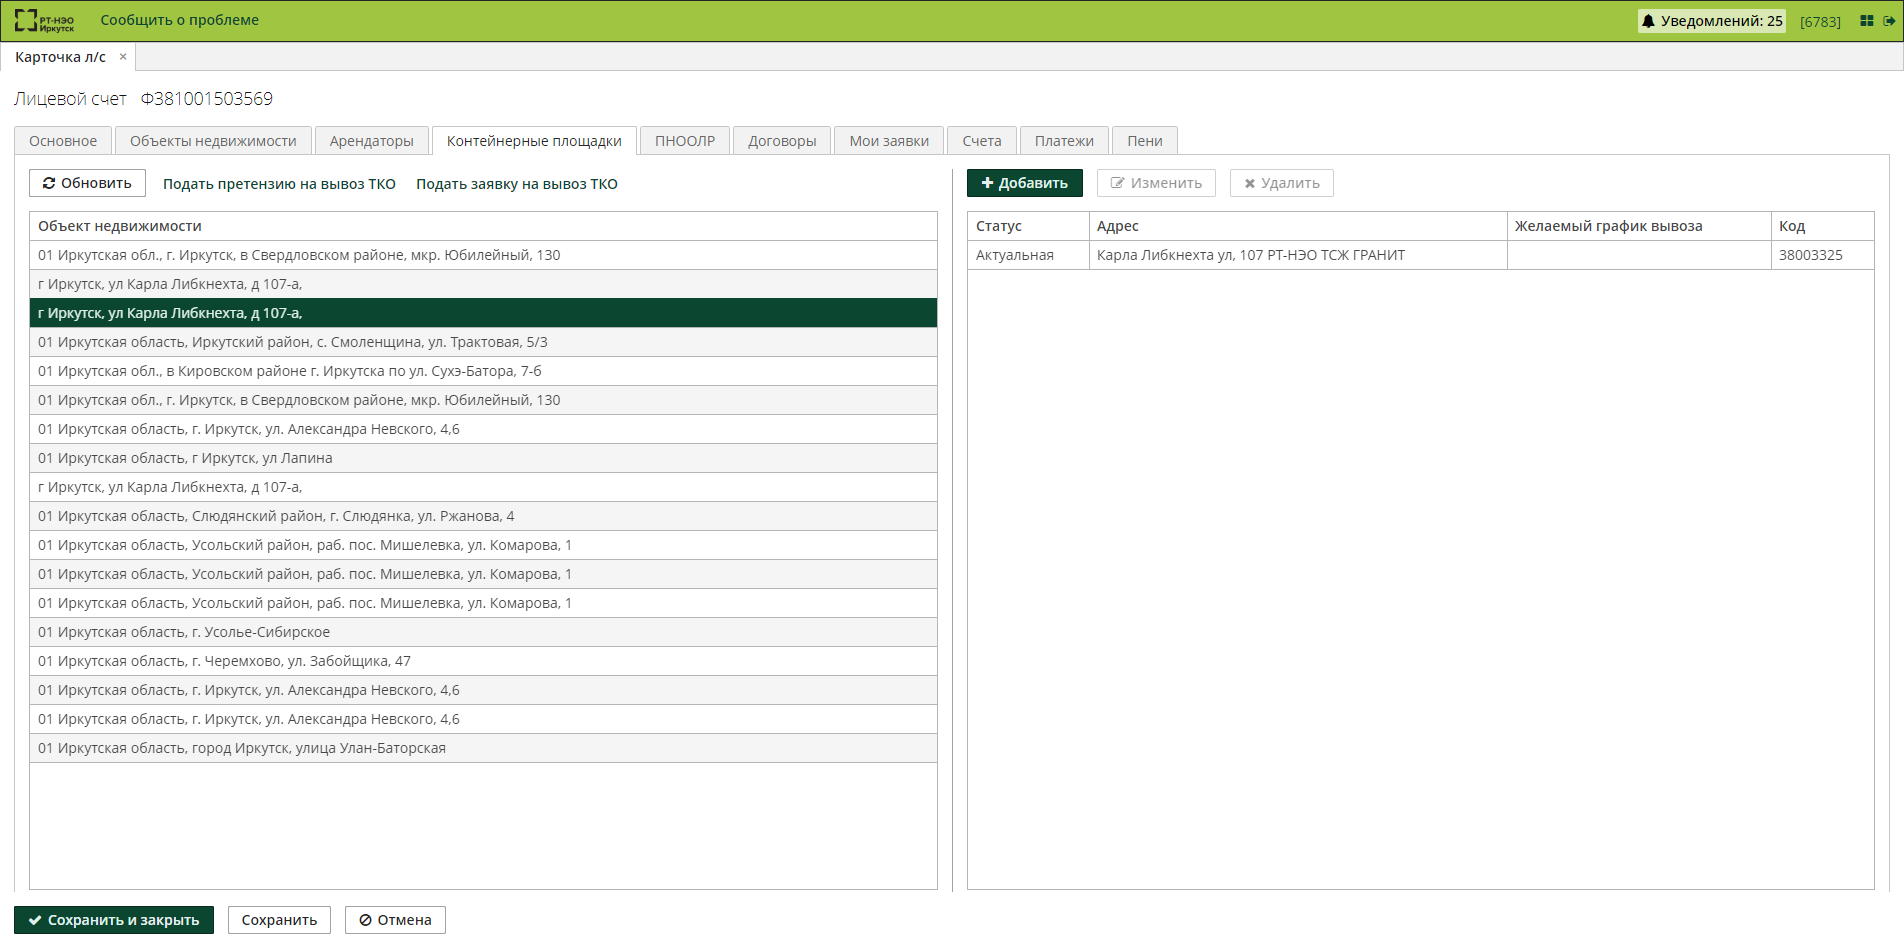 РТ-НЭО
Иркутск
Сообщить о проблеме
Уведомлений: 25
[6783]
Карточка л/с ×
Лицевой счет Ф381001503569
Основное
Объекты недвижимости
Арендаторы
Контейнерные площадки
ПНООЛР
Договоры
Мои заявки
Счета
Платежи
Пени
Обновить
Подать претензию на вывоз ТКО
Подать заявку на вывоз ТКО
Объект недвижимости
01 Иркутская обл., г. Иркутск, в Свердловском районе, мкр. Юбилейный, 130
г Иркутск, ул Карла Либкнехта, д 107-а,
г Иркутск, ул Карла Либкнехта, д 107-а,
01 Иркутская область, Иркутский район, с. Смоленщина, ул. Трактовая, 5/3
01 Иркутская обл., в Кировском районе г. Иркутска по ул. Сухэ-Батора, 7-б
01 Иркутская обл., г. Иркутск, в Свердловском районе, мкр. Юбилейный, 130
01 Иркутская область, г. Иркутск, ул. Александра Невского, 4,6
01 Иркутская область, г Иркутск, ул Лапина
г Иркутск, ул Карла Либкнехта, д 107-а,
01 Иркутская область, Слюдянский район, г. Слюдянка, ул. Ржанова, 4
01 Иркутская область, Усольский район, раб. пос. Мишелевка, ул. Комарова, 1
01 Иркутская область, Усольский район, раб. пос. Мишелевка, ул. Комарова, 1
01 Иркутская область, Усольский район, раб. пос. Мишелевка, ул. Комарова, 1
01 Иркутская область, г. Усолье-Сибирское
01 Иркутская область, г. Черемхово, ул. Забойщика, 47
01 Иркутская область, г. Иркутск, ул. Александра Невского, 4,6
01 Иркутская область, г. Иркутск, ул. Александра Невского, 4,6
01 Иркутская область, город Иркутск, улица Улан-Баторская
Добавить
Изменить
Удалить
Статус Адрес Желаемый график вывоза Код
Актуальная Карла Либкнехта ул, 107 РТ-НЭО ТСЖ ГРАНИТ 38003325
Сохранить и закрыть
Сохранить
Отмена